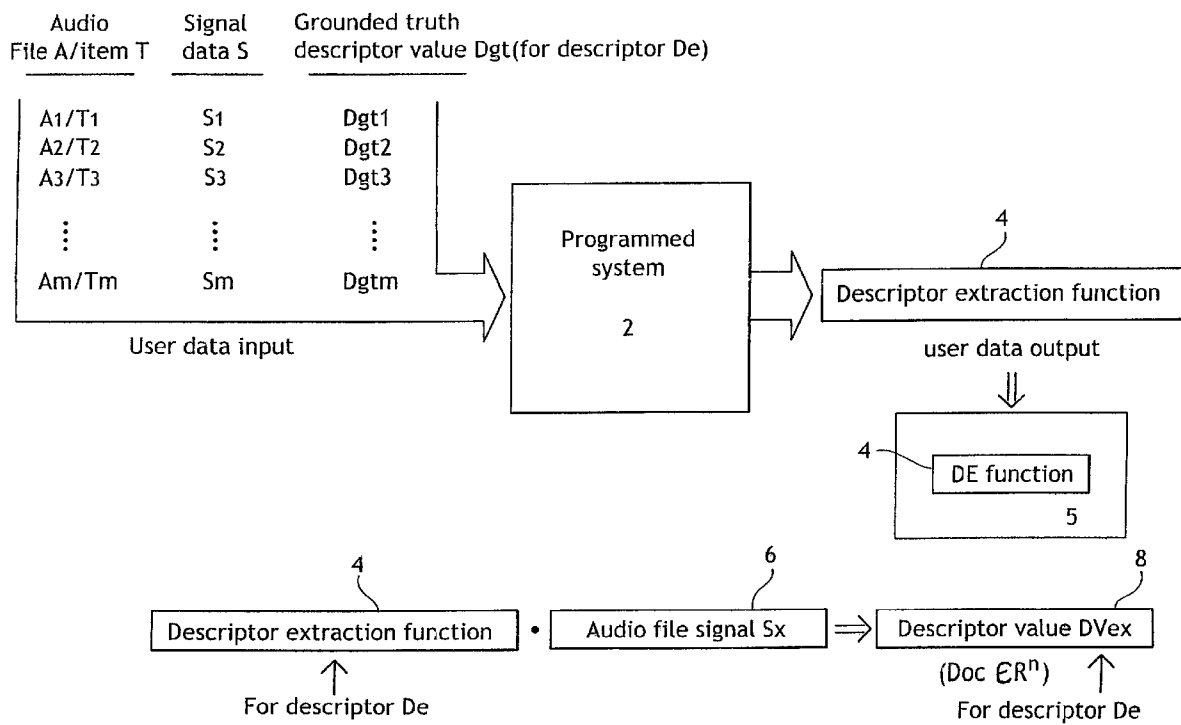 Audio File A/item T
Signal data S
Grounded truth descriptor value Dgt(for descriptor De)
A1/T1 S1 Dgt1
A2/T2 S2 Dgt2
A3/T3 S3 Dgt3
Am/Tm Sm Dgtm
User data input
Programmed system
2
4
Descriptor extraction function
user data output
4
DE function
5
4
Descriptor extraction function • 
6
Audio file signal Sx
⇒
8
Descriptor value DVex
(Doc ∈R^n)
For descriptor De
For descriptor De